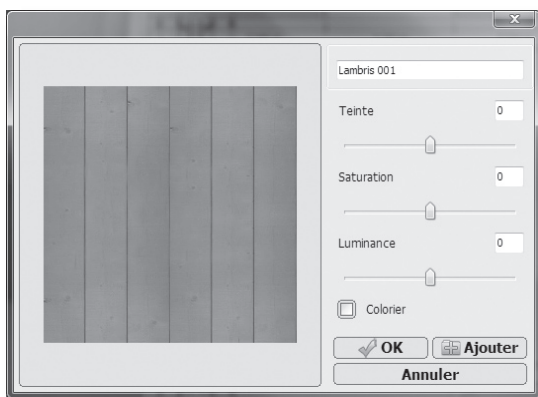 Lambris 001
Teinte 0
Saturation 0
Luminance 0
Colorier
OK Ajouter
Annuler